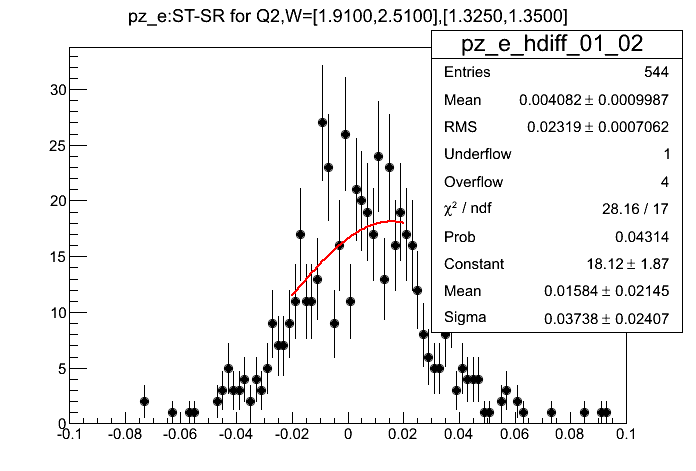 pz_e:ST-SR for Q2,W=[1.9100,2.5100],[1.3250,1.3500]
pz_e_hdiff_01_02
Entries 544
Mean 0.004082 ± 0.0009987
RMS 0.02319 ± 0.0007062
Underflow 1
Overflow 4
χ² / ndf 28.16 / 17
Prob 0.04314
Constant 18.12 ± 1.87
Mean 0.01584 ± 0.02145
Sigma 0.03738 ± 0.02407
30
25
20
15
10
5
0
-0.1 -0.08 -0.06 -0.04 -0.02 0 0.02 0.04 0.06 0.08 0.1